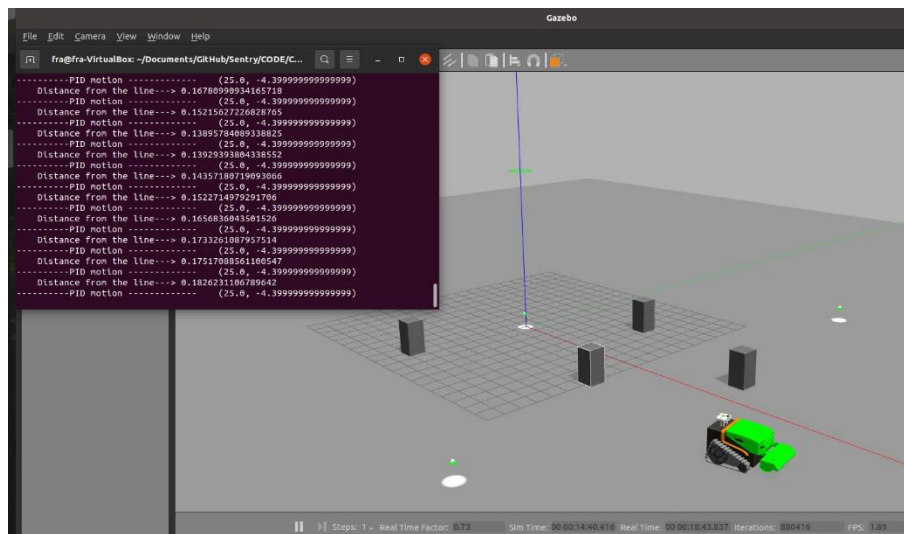 Gazebo
File Edit Camera View Window Help
fra@fra-VirtualBox: ~/Documents/GitHub/Sentry/CODE/C...
----------PID motion ------------- (25.0, -4.399999999999999)
Distance from the line---> 0.16780990934165718
----------PID motion ------------- (25.0, -4.399999999999999)
Distance from the line---> 0.15215627226828765
----------PID motion ------------- (25.0, -4.399999999999999)
Distance from the line---> 0.13895784089338825
----------PID motion ------------- (25.0, -4.399999999999999)
Distance from the line---> 0.13929393804338552
----------PID motion ------------- (25.0, -4.399999999999999)
Distance from the line---> 0.14357180719093066
----------PID motion ------------- (25.0, -4.399999999999999)
Distance from the line---> 0.1522714979291706
----------PID motion ------------- (25.0, -4.399999999999999)
Distance from the line---> 0.1656836043501526
----------PID motion ------------- (25.0, -4.399999999999999)
Distance from the line---> 0.1733261087957514
----------PID motion ------------- (25.0, -4.399999999999999)
Distance from the line---> 0.17517088561100547
----------PID motion ------------- (25.0, -4.399999999999999)
Distance from the line---> 0.1826231106789642
----------PID motion ------------- (25.0, -4.399999999999999)
Steps: 1 Real Time Factor: 0.73 Sim Time: 00 00:14:40.416 Real Time: 00 00:18:43.837 Iterations: 880416 FPS: 1.89